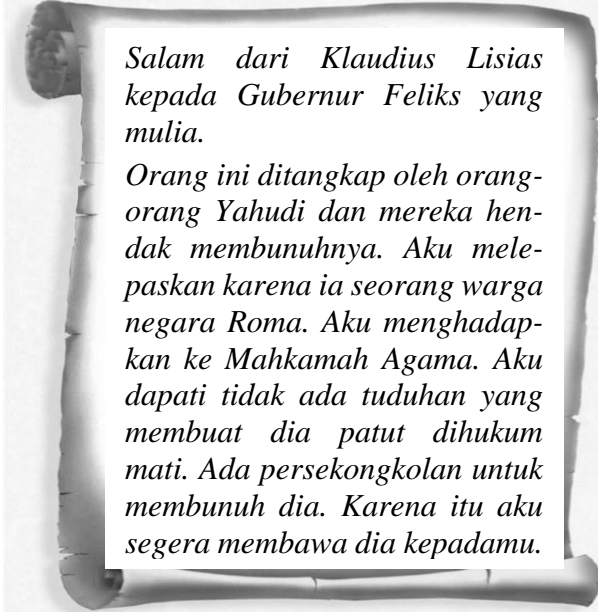 Salam dari Klaudius Lisias
kepada Gubernur Feliks yang
mulia.
Orang ini ditangkap oleh orang-
orang Yahudi dan mereka hen-
dak membunuhnya. Aku mele-
paskan karena ia seorang warga
negara Roma. Aku menghadap-
kan ke Mahkamah Agama. Aku
dapati tidak ada tuduhan yang
membuat dia patut dihukum
mati. Ada persekongkolan untuk
membunuh dia. Karena itu aku
segera membawa dia kepadamu.